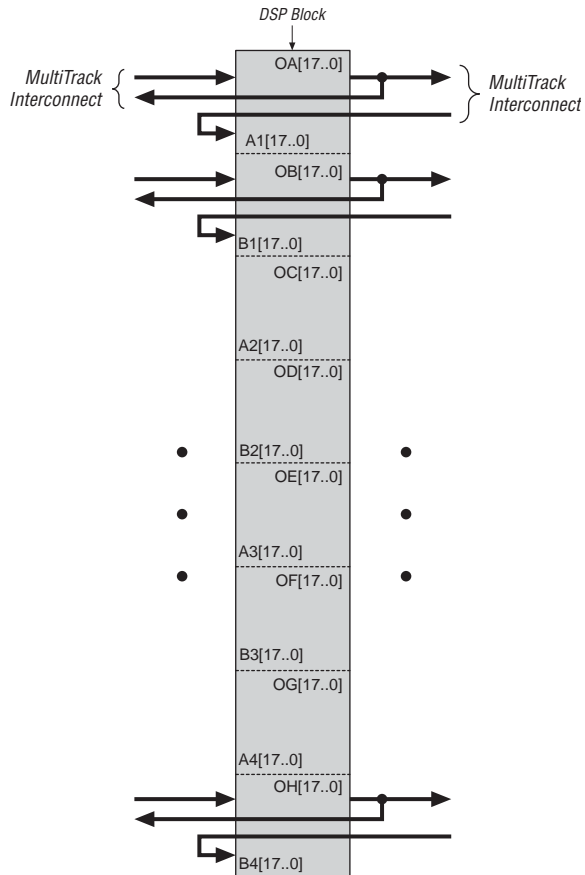 DSP Block
OA[17..0]
MultiTrack
Interconnect
MultiTrack
Interconnect
A1[17..0]
OB[17..0]
B1[17..0]
OC[17..0]
A2[17..0]
OD[17..0]
B2[17..0]
OE[17..0]
A3[17..0]
OF[17..0]
B3[17..0]
OG[17..0]
A4[17..0]
OH[17..0]
B4[17..0]